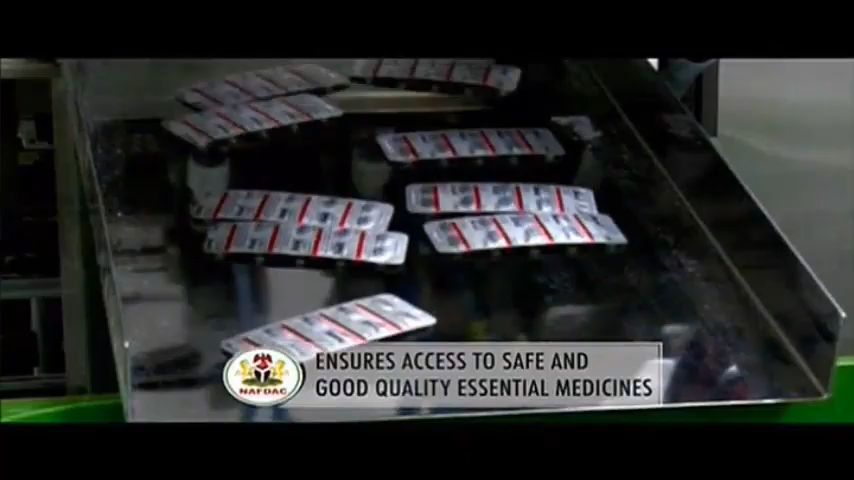 ENSURES ACCESS TO SAFE AND
GOOD QUALITY ESSENTIAL MEDICINES
NAFDAC